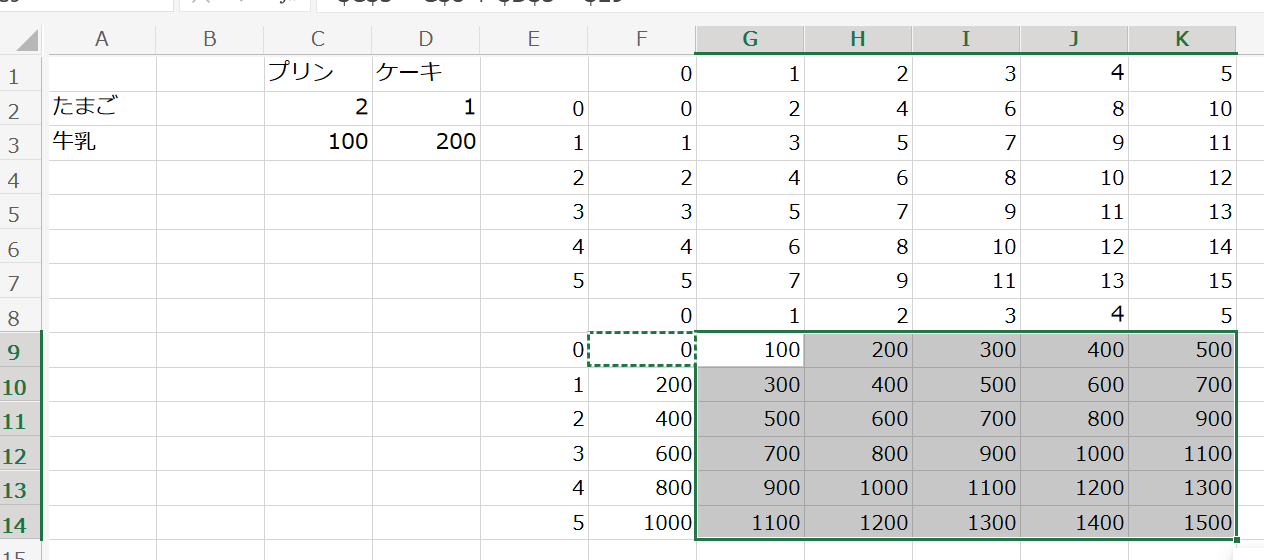 A B C D E F G H I J K
1 プリン ケーキ 0 1 2 3 4 5
2 たまご 2 1 0 0 2 4 6 8 10
3 牛乳 100 200 1 1 3 5 7 9 11
4 2 2 4 6 8 10 12
5 3 3 5 7 9 11 13
6 4 4 6 8 10 12 14
7 5 5 7 9 11 13 15
8 0 1 2 3 4 5
9 0 0 100 200 300 400 500
10 1 200 300 400 500 600 700
11 2 400 500 600 700 800 900
12 3 600 700 800 900 1000 1100
13 4 800 900 1000 1100 1200 1300
14 5 1000 1100 1200 1300 1400 1500
15